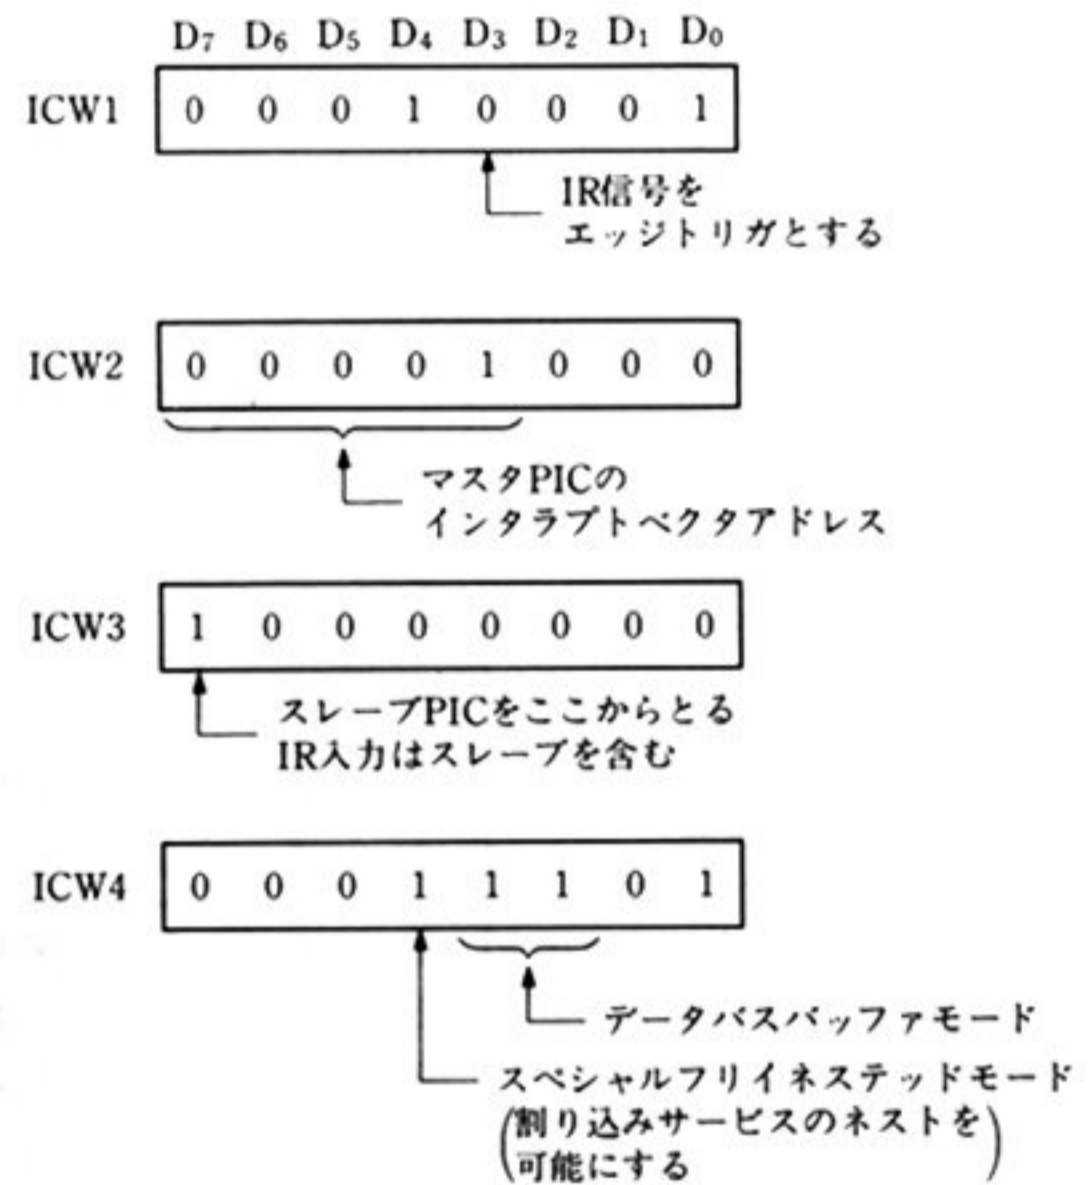 D₇ D₆ D₅ D₄ D₃ D₂ D₁ D₀
ICW1 0 0 0 1 0 0 0 1
IR信号を
エッジトリガとする
ICW2 0 0 0 0 1 0 0 0
マスタPICの
インタラプトベクタアドレス
ICW3 1 0 0 0 0 0 0 0
スレーブPICをここからとる
IR入力はスレーブを含む
ICW4 0 0 0 1 1 1 0 1
データバスバッファモード
スペシャルフリイネステッドモード
(割り込みサービスのネストを
可能にする)